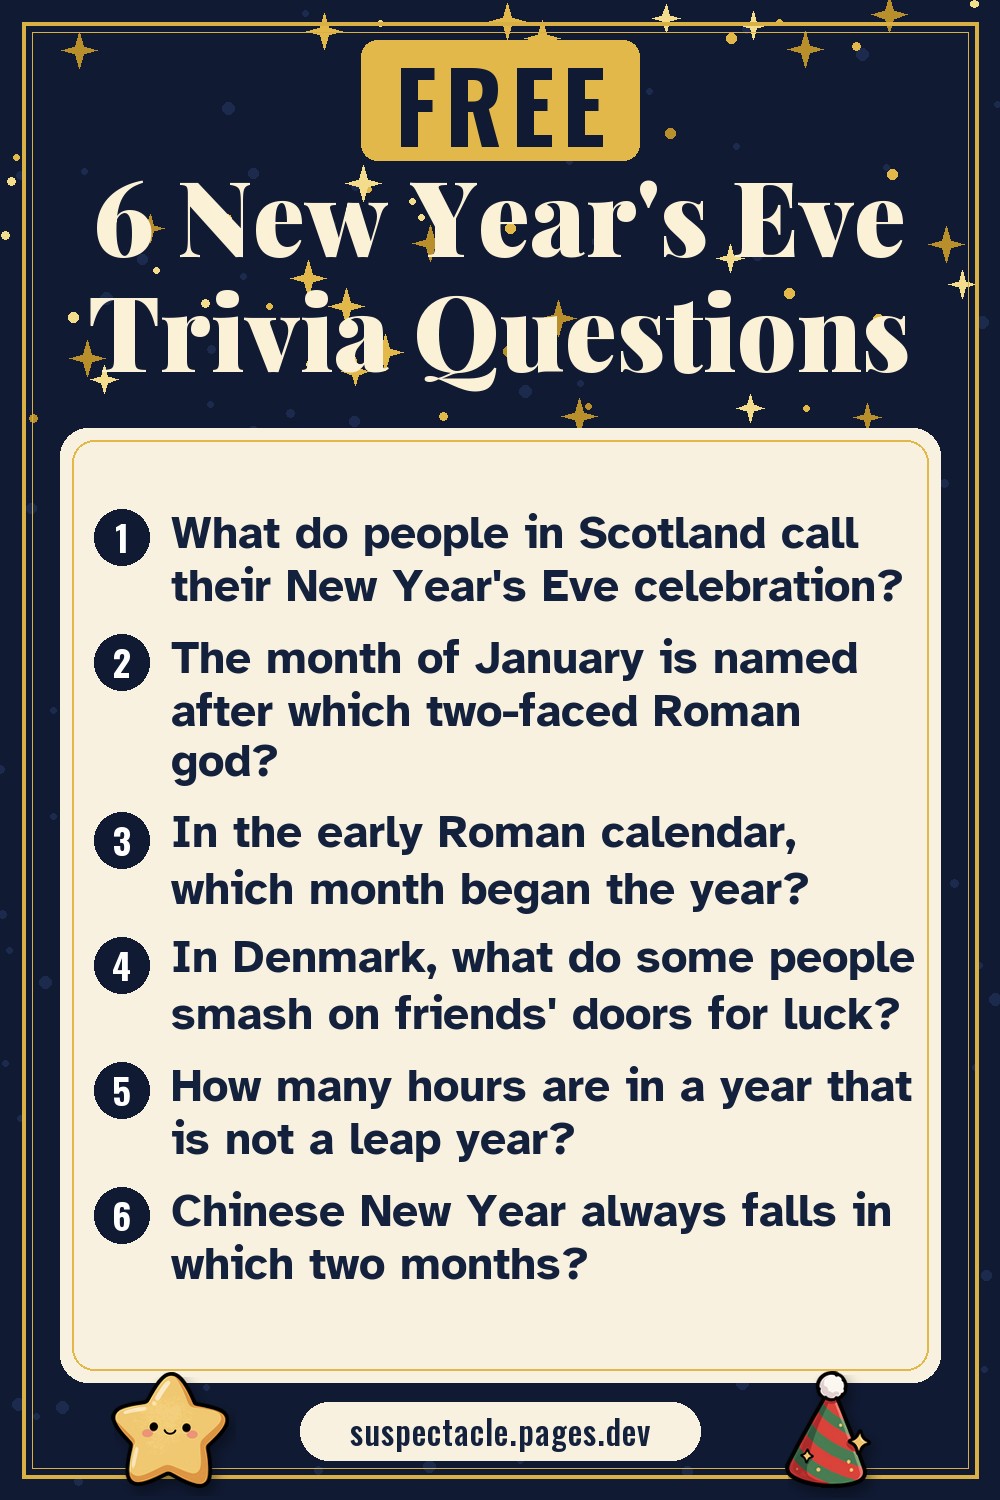 FREE
6 New Year's Eve
Trivia Questions
1 What do people in Scotland call
their New Year's Eve celebration?
2 The month of January is named
after which two-faced Roman
god?
3 In the early Roman calendar,
which month began the year?
4 In Denmark, what do some people
smash on friends' doors for luck?
5 How many hours are in a year that
is not a leap year?
6 Chinese New Year always falls in
which two months?
suspectacle.pages.dev